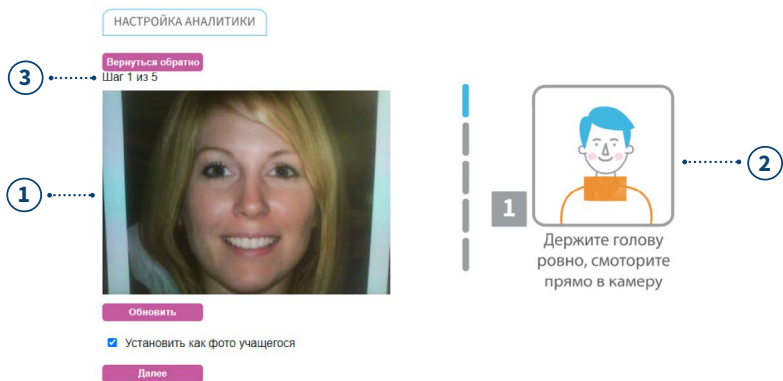 НАСТРОЙКА АНАЛИТИКИ
Вернуться обратно
3
Шаг 1 из 5
1
2
1
Держите голову
ровно, смоторите
прямо в камеру
Обновить
Установить как фото учащегося
Далее